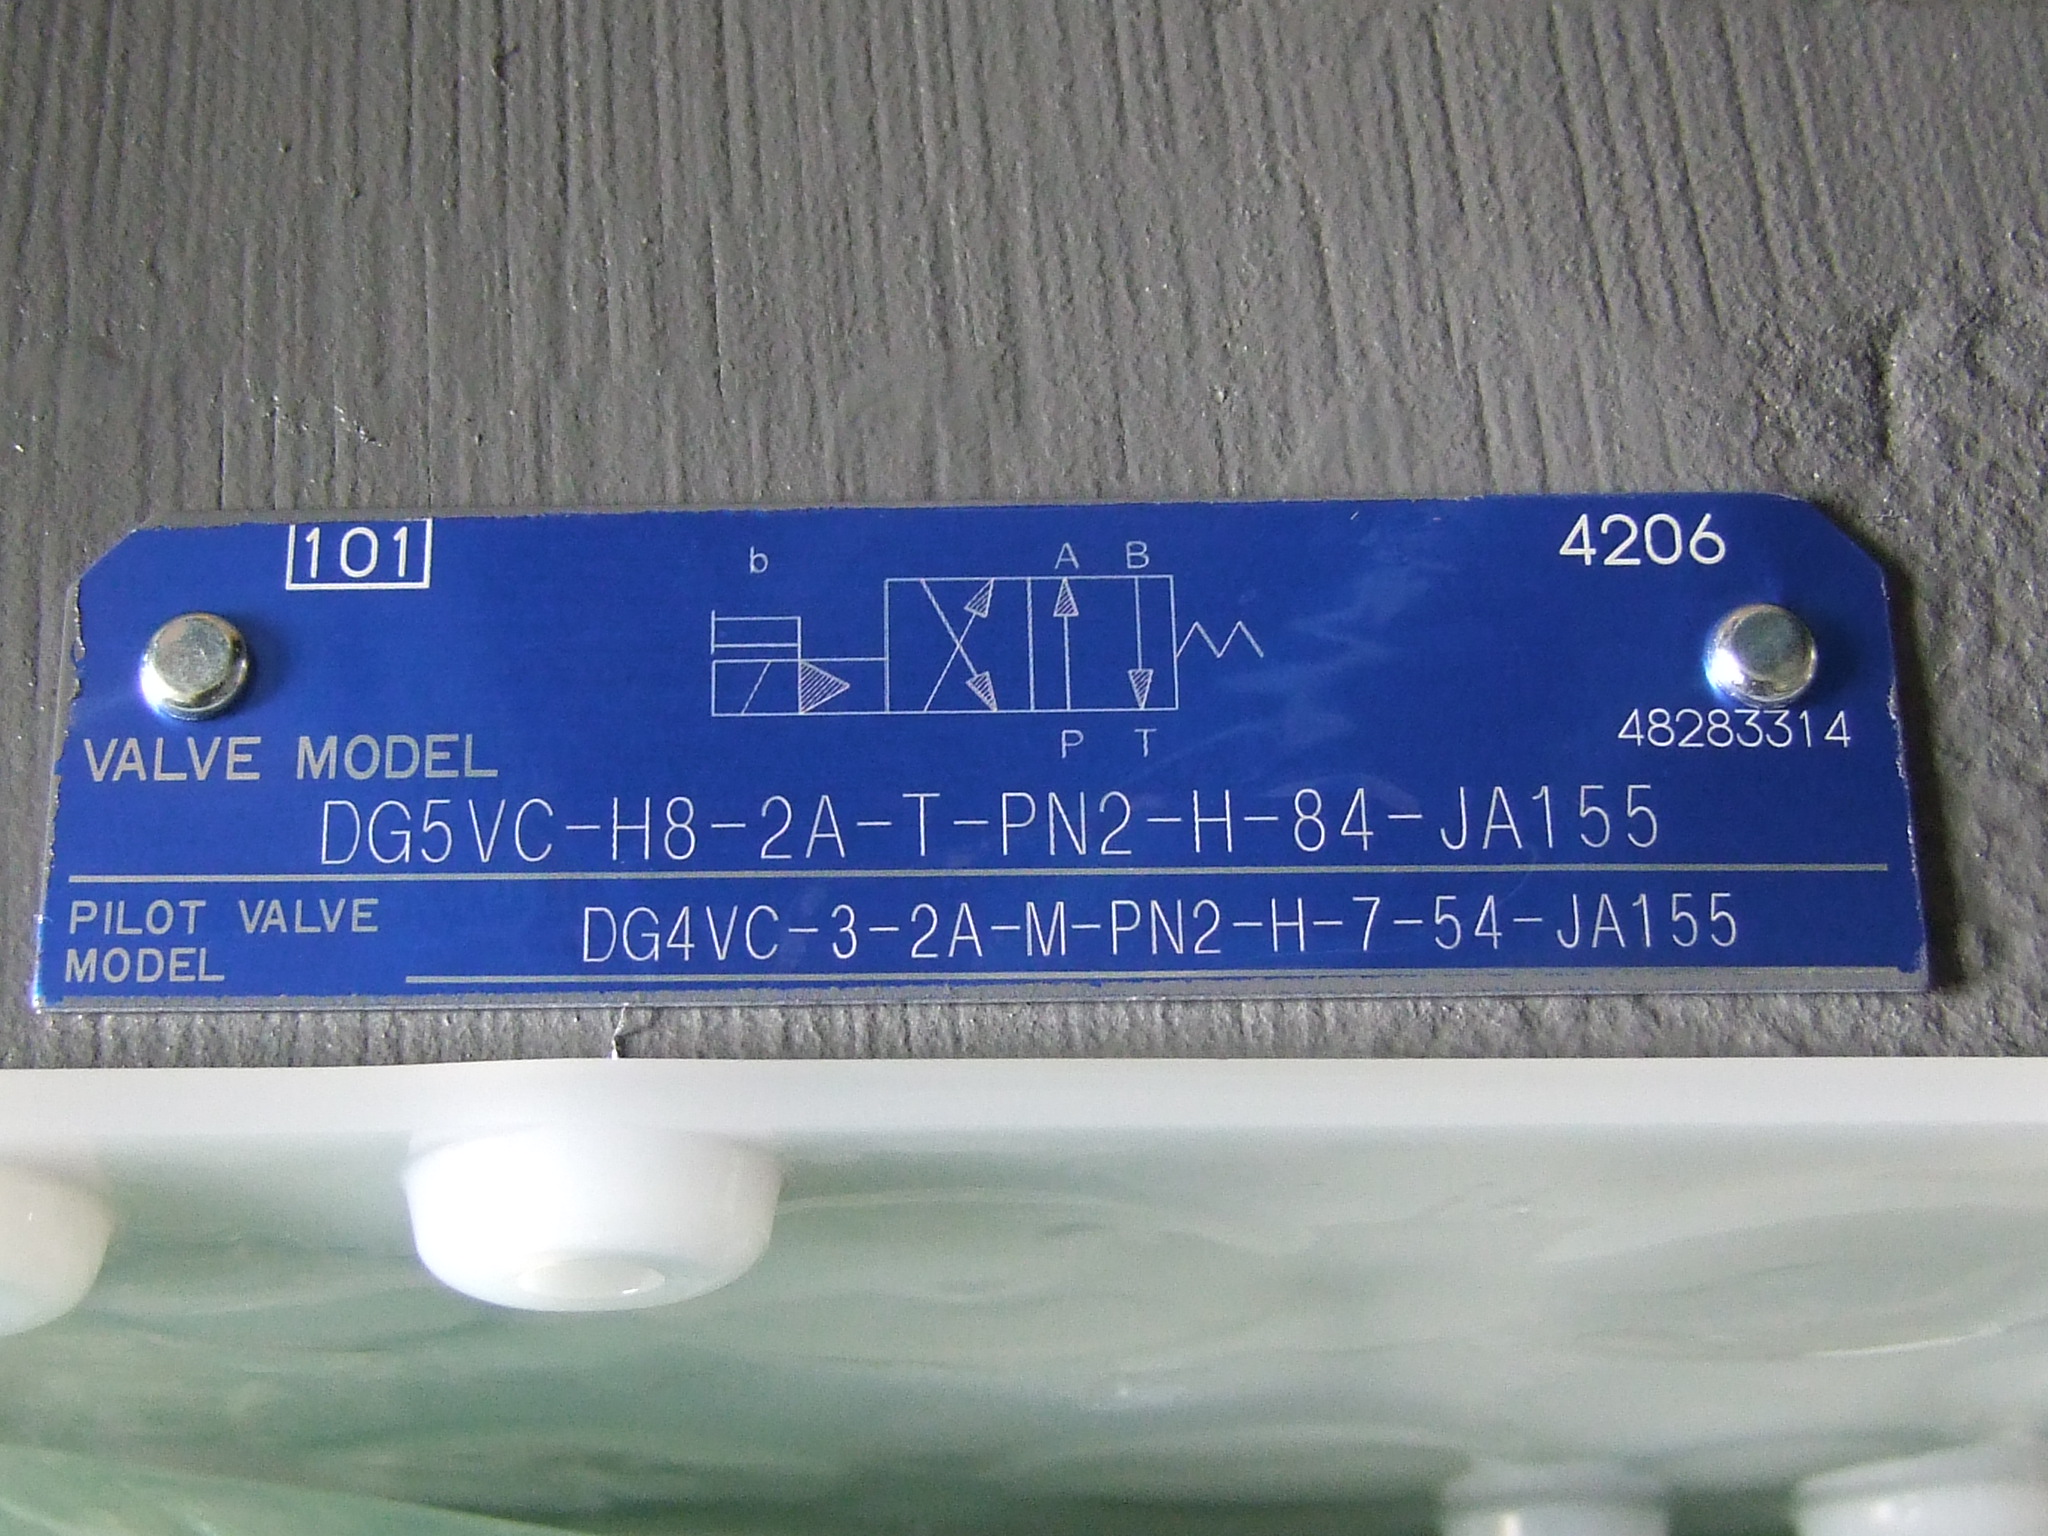 101
4206
b
A B
P T
48283314
VALVE MODEL
DG5VC-H8-2A-T-PN2-H-84-JA155
PILOT VALVE
MODEL
DG4VC-3-2A-M-PN2-H-7-54-JA155